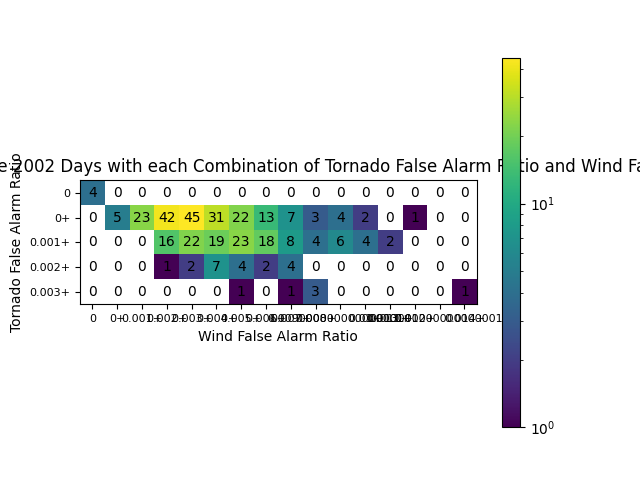 2002 Days with each Combination of Tornado False Alarm Ratio and Wind
Tornado False Alarm Ratio
0 4 0 0 0 0 0 0 0 0 0 0 0 0 0 0 0
0+ 0 5 23 42 45 31 22 13 7 3 4 2 0 1 0 0
0.001+ 0 0 0 16 22 19 23 18 8 4 6 4 2 0 0 0
0.002+ 0 0 0 1 2 7 4 2 4 0 0 0 0 0 0 0
0.003+ 0 0 0 0 0 0 1 0 1 3 0 0 0 0 0 1
0 0+
Wind False Alarm Ratio
10¹
10⁰